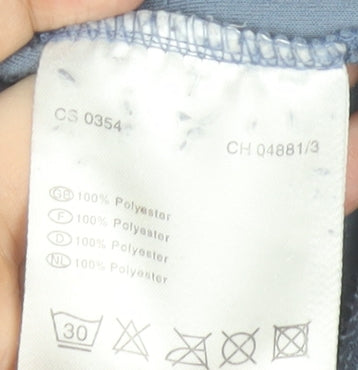 CS 0354
CH 04881/3
GB 100% Polyester
F 100% Polyester
D 100% Polyester
NL 100% Polyester
30